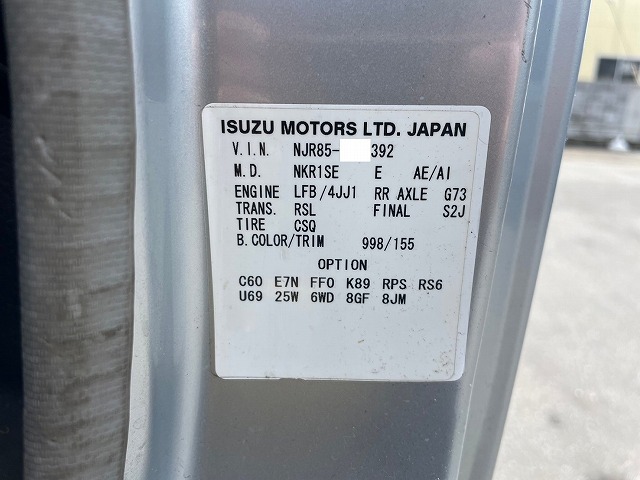 ISUZU MOTORS LTD. JAPAN
V.I.N. NJR85- 392
M.D. NKR1SE E AE/AI
ENGINE LFB/4JJ1 RR AXLE G73
TRANS. RSL FINAL S2J
TIRE CSQ
B.COLOR/TRIM 998/155
OPTION
C60 E7N FF0 K89 RPS RS6
U69 25W 6WD 8GF 8JM